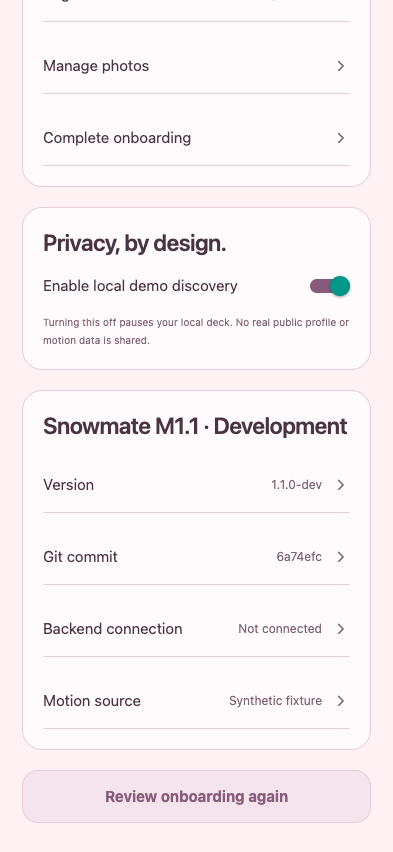 Manage photos
Complete onboarding
Privacy, by design.
Enable local demo discovery
Turning this off pauses your local deck. No real public profile or
motion data is shared.
Snowmate M1.1 · Development
Version 1.1.0-dev
Git commit 6a74efc
Backend connection Not connected
Motion source Synthetic fixture
Review onboarding again